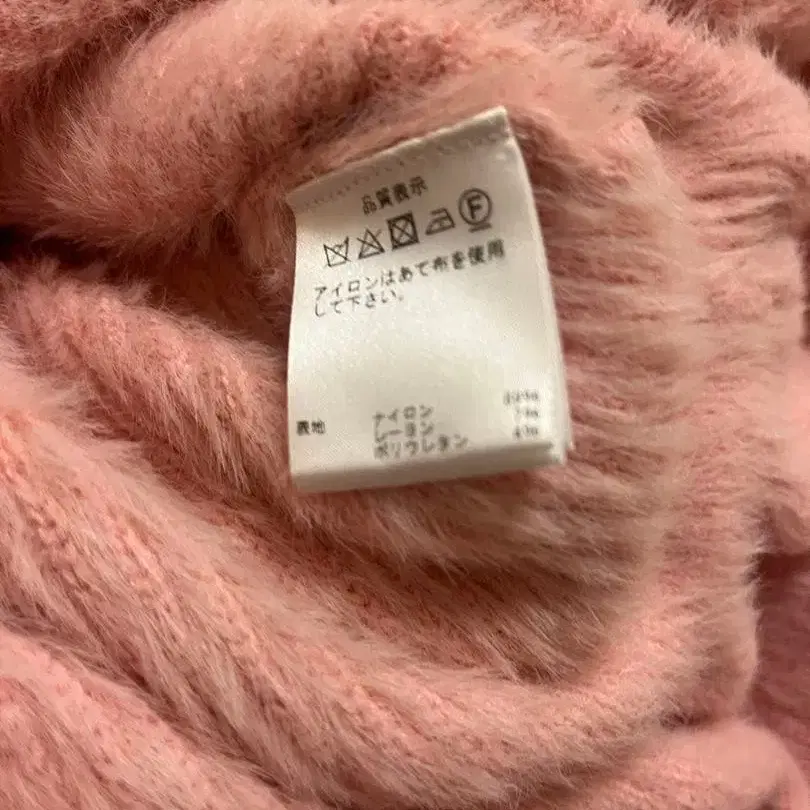 品質表示
F
アイロンはあて布を使用
して下さい。
表地 ナイロン
レーヨン
ポリウレタン